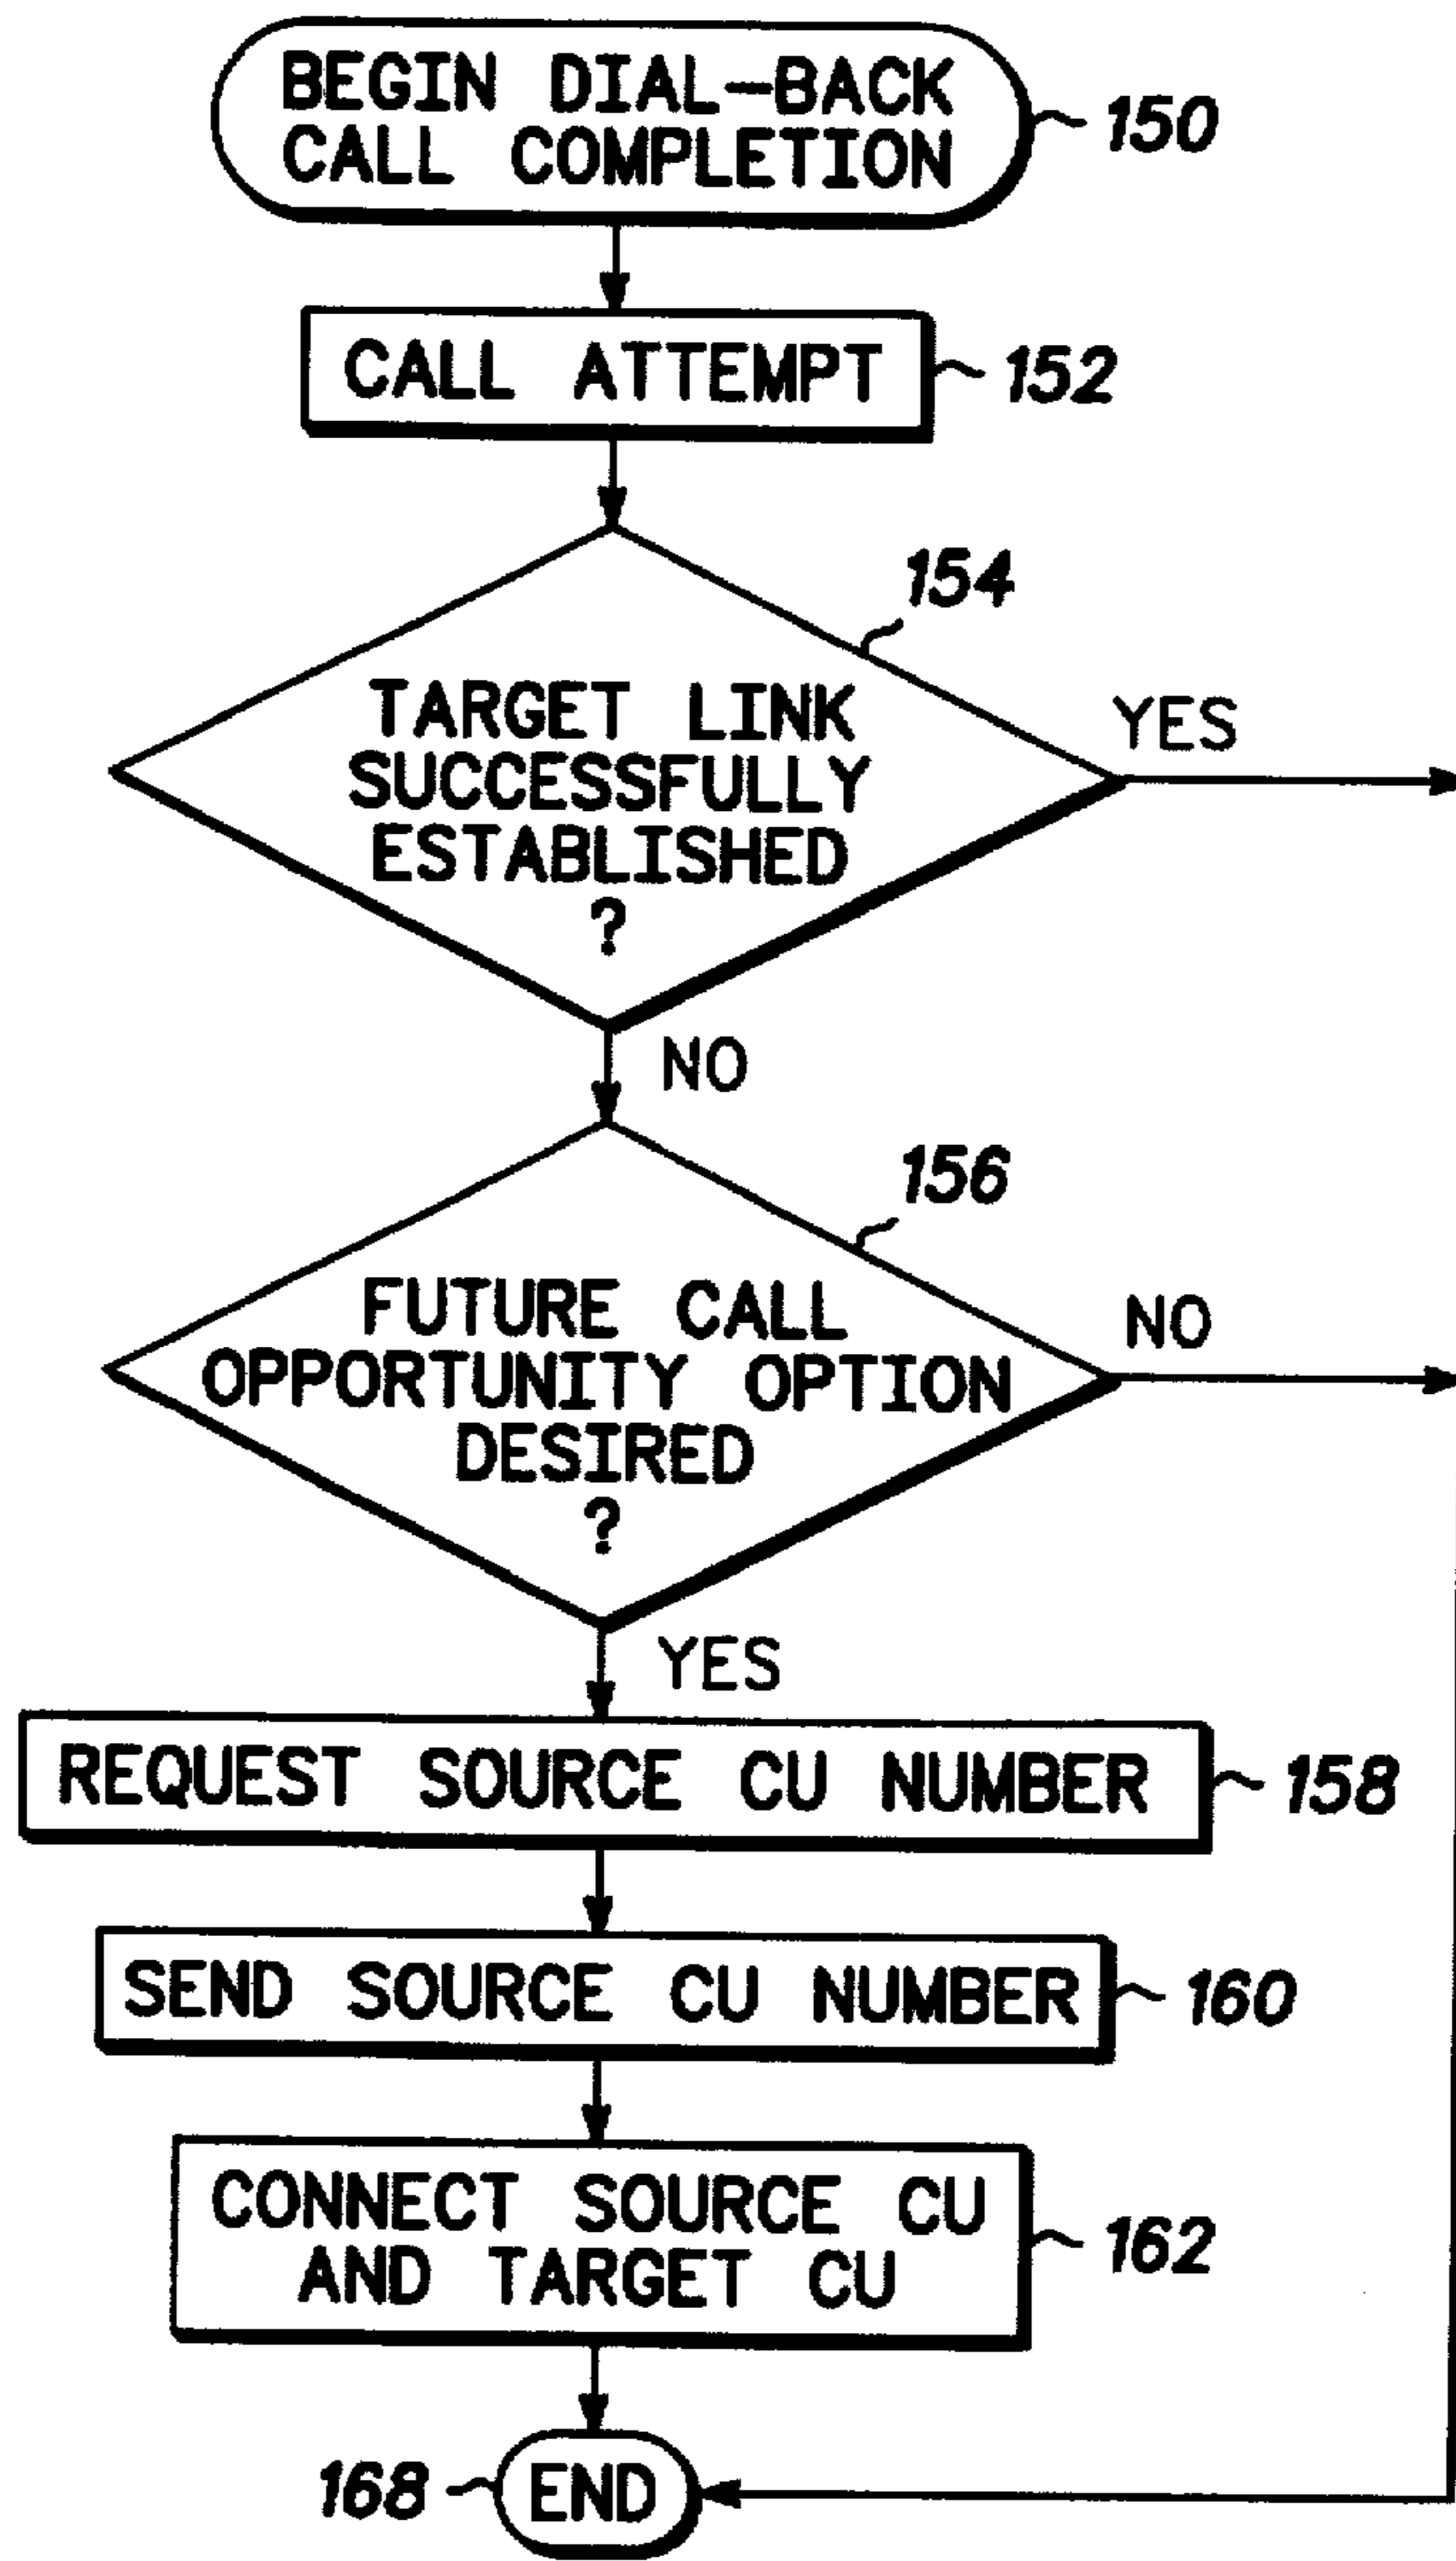 BEGIN DIAL-BACK
CALL COMPLETION
150
CALL ATTEMPT
152
154
TARGET LINK
SUCCESSFULLY
ESTABLISHED
?
YES
NO
156
FUTURE CALL
OPPORTUNITY OPTION
DESIRED
?
NO
YES
REQUEST SOURCE CU NUMBER
158
SEND SOURCE CU NUMBER
160
CONNECT SOURCE CU
AND TARGET CU
162
168
END